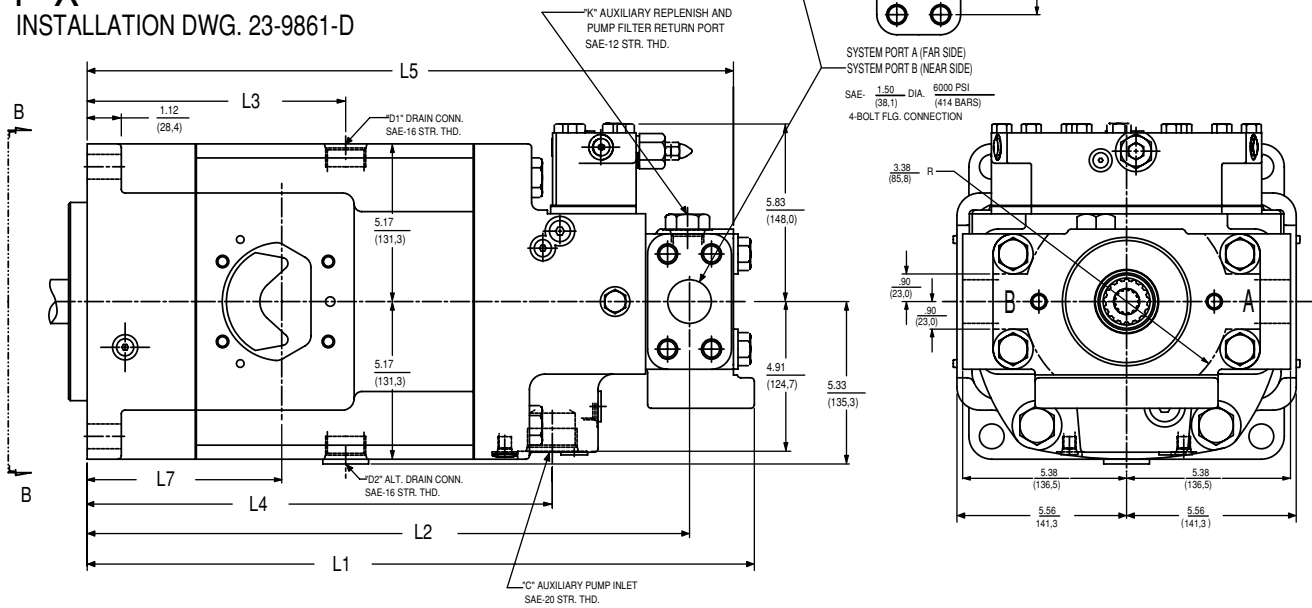 INSTALLATION DWG. 23-9861-D
"K" AUXILIARY REPLENISH AND
PUMP FILTER RETURN PORT
SAE-12 STR. THD.
SYSTEM PORT A (FAR SIDE)
SYSTEM PORT B (NEAR SIDE)
SAE- 1.50 (38,1) DIA. 6000 PSI (414 BARS)
4-BOLT FLG. CONNECTION
L5
L3
B
1.12
(28,4)
"D1" DRAIN CONN.
SAE-16 STR. THD.
3.38
(85,8) R
5.83
(148,0)
5.17
(131,3)
.90
(23,0)
B
A
.90
(23,0)
5.17
(131,3)
4.91
(124,7)
5.33
(135,3)
B
L7
"D2" ALT. DRAIN CONN.
SAE-16 STR. THD.
L4
5.38
(136,5)
5.38
(136,5)
5.56
141,3
5.56
(141,3)
L2
L1
"C" AUXILIARY PUMP INLET
SAE-20 STR. THD.